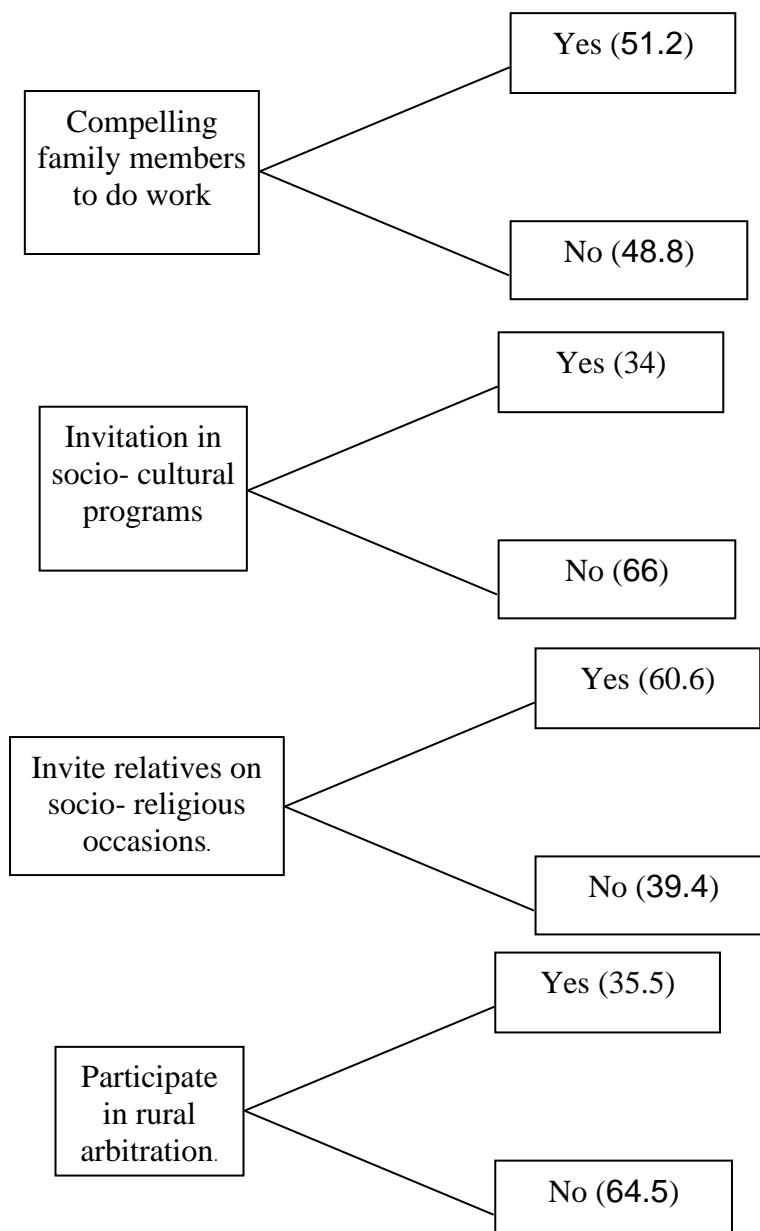 Yes (51.2)
Compelling
family members
to do work
No (48.8)
Yes (34)
Invitation in
socio- cultural
programs
No (66)
Yes (60.6)
Invite relatives on
socio- religious
occasions.
No (39.4)
Yes (35.5)
Participate
in rural
arbitration.
No (64.5)